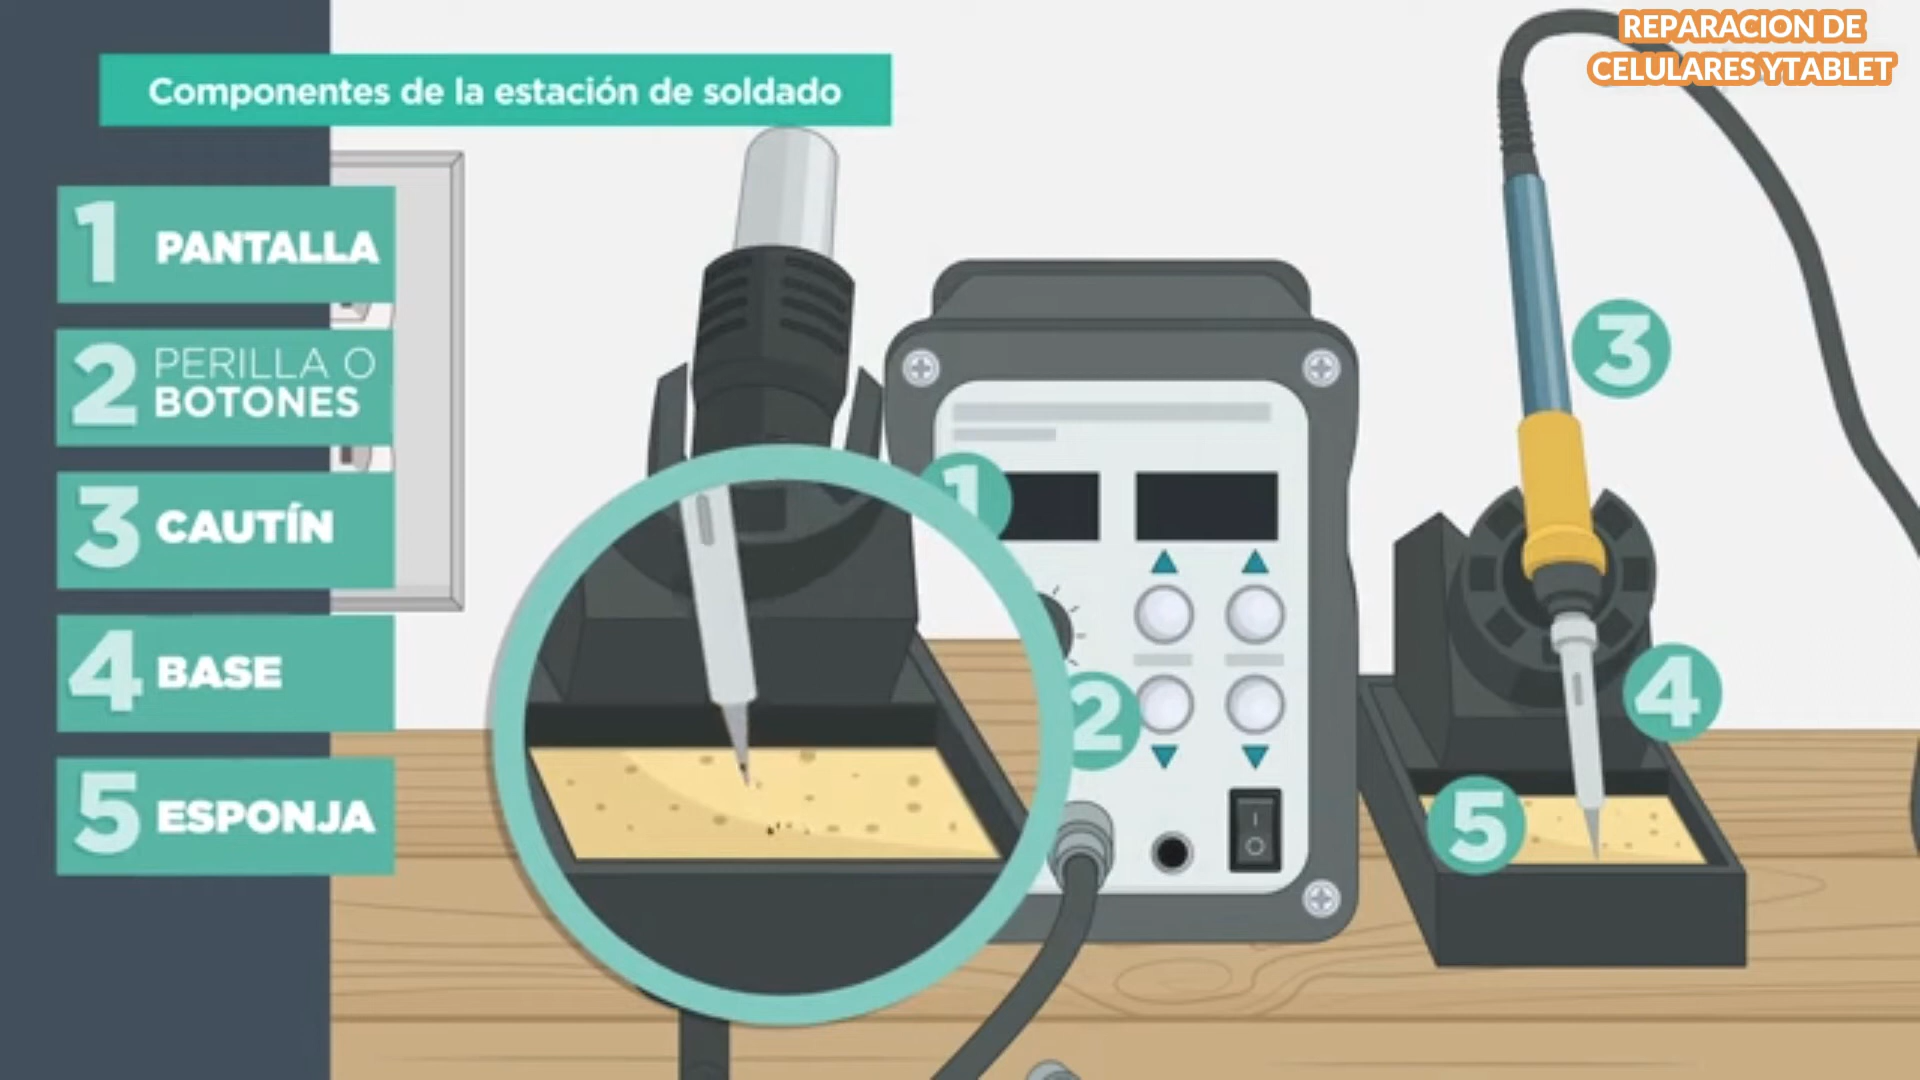 REPARACION DE
CELULARES YTABLET
Componentes de la estación de soldado
1 PANTALLA
2 PERILLA O
BOTONES
3 CAUTÍN
4 BASE
5 ESPONJA
1
2
3
4
5